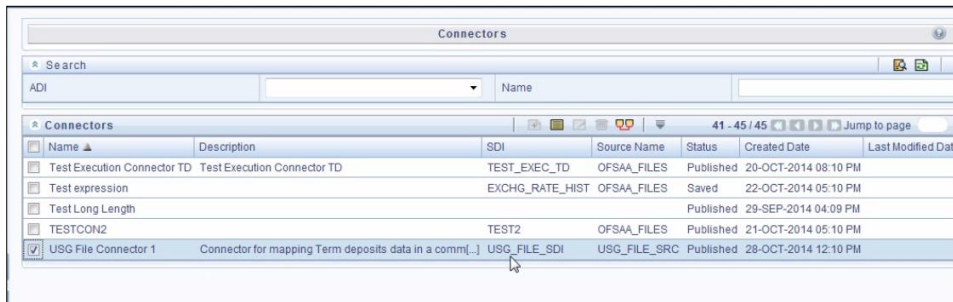 Connectors
Search
ADI Name
Connectors 41 - 45 / 45 Jump to page
Name Description SDI Source Name Status Created Date Last Modified Dat
Test Execution Connector TD Test Execution Connector TD TEST_EXEC_TD OFSAA_FILES Published 20-OCT-2014 08:10 PM
Test expression EXCHG_RATE_HIST OFSAA_FILES Saved 22-OCT-2014 05:10 PM
Test Long Length Published 29-SEP-2014 04:09 PM
TESTCON2 TEST2 OFSAA_FILES Published 21-OCT-2014 05:10 PM
USG File Connector 1 Connector for mapping Term deposits data in a comm[...] USG_FILE_SDI USG_FILE_SRC Published 28-OCT-2014 12:10 PM